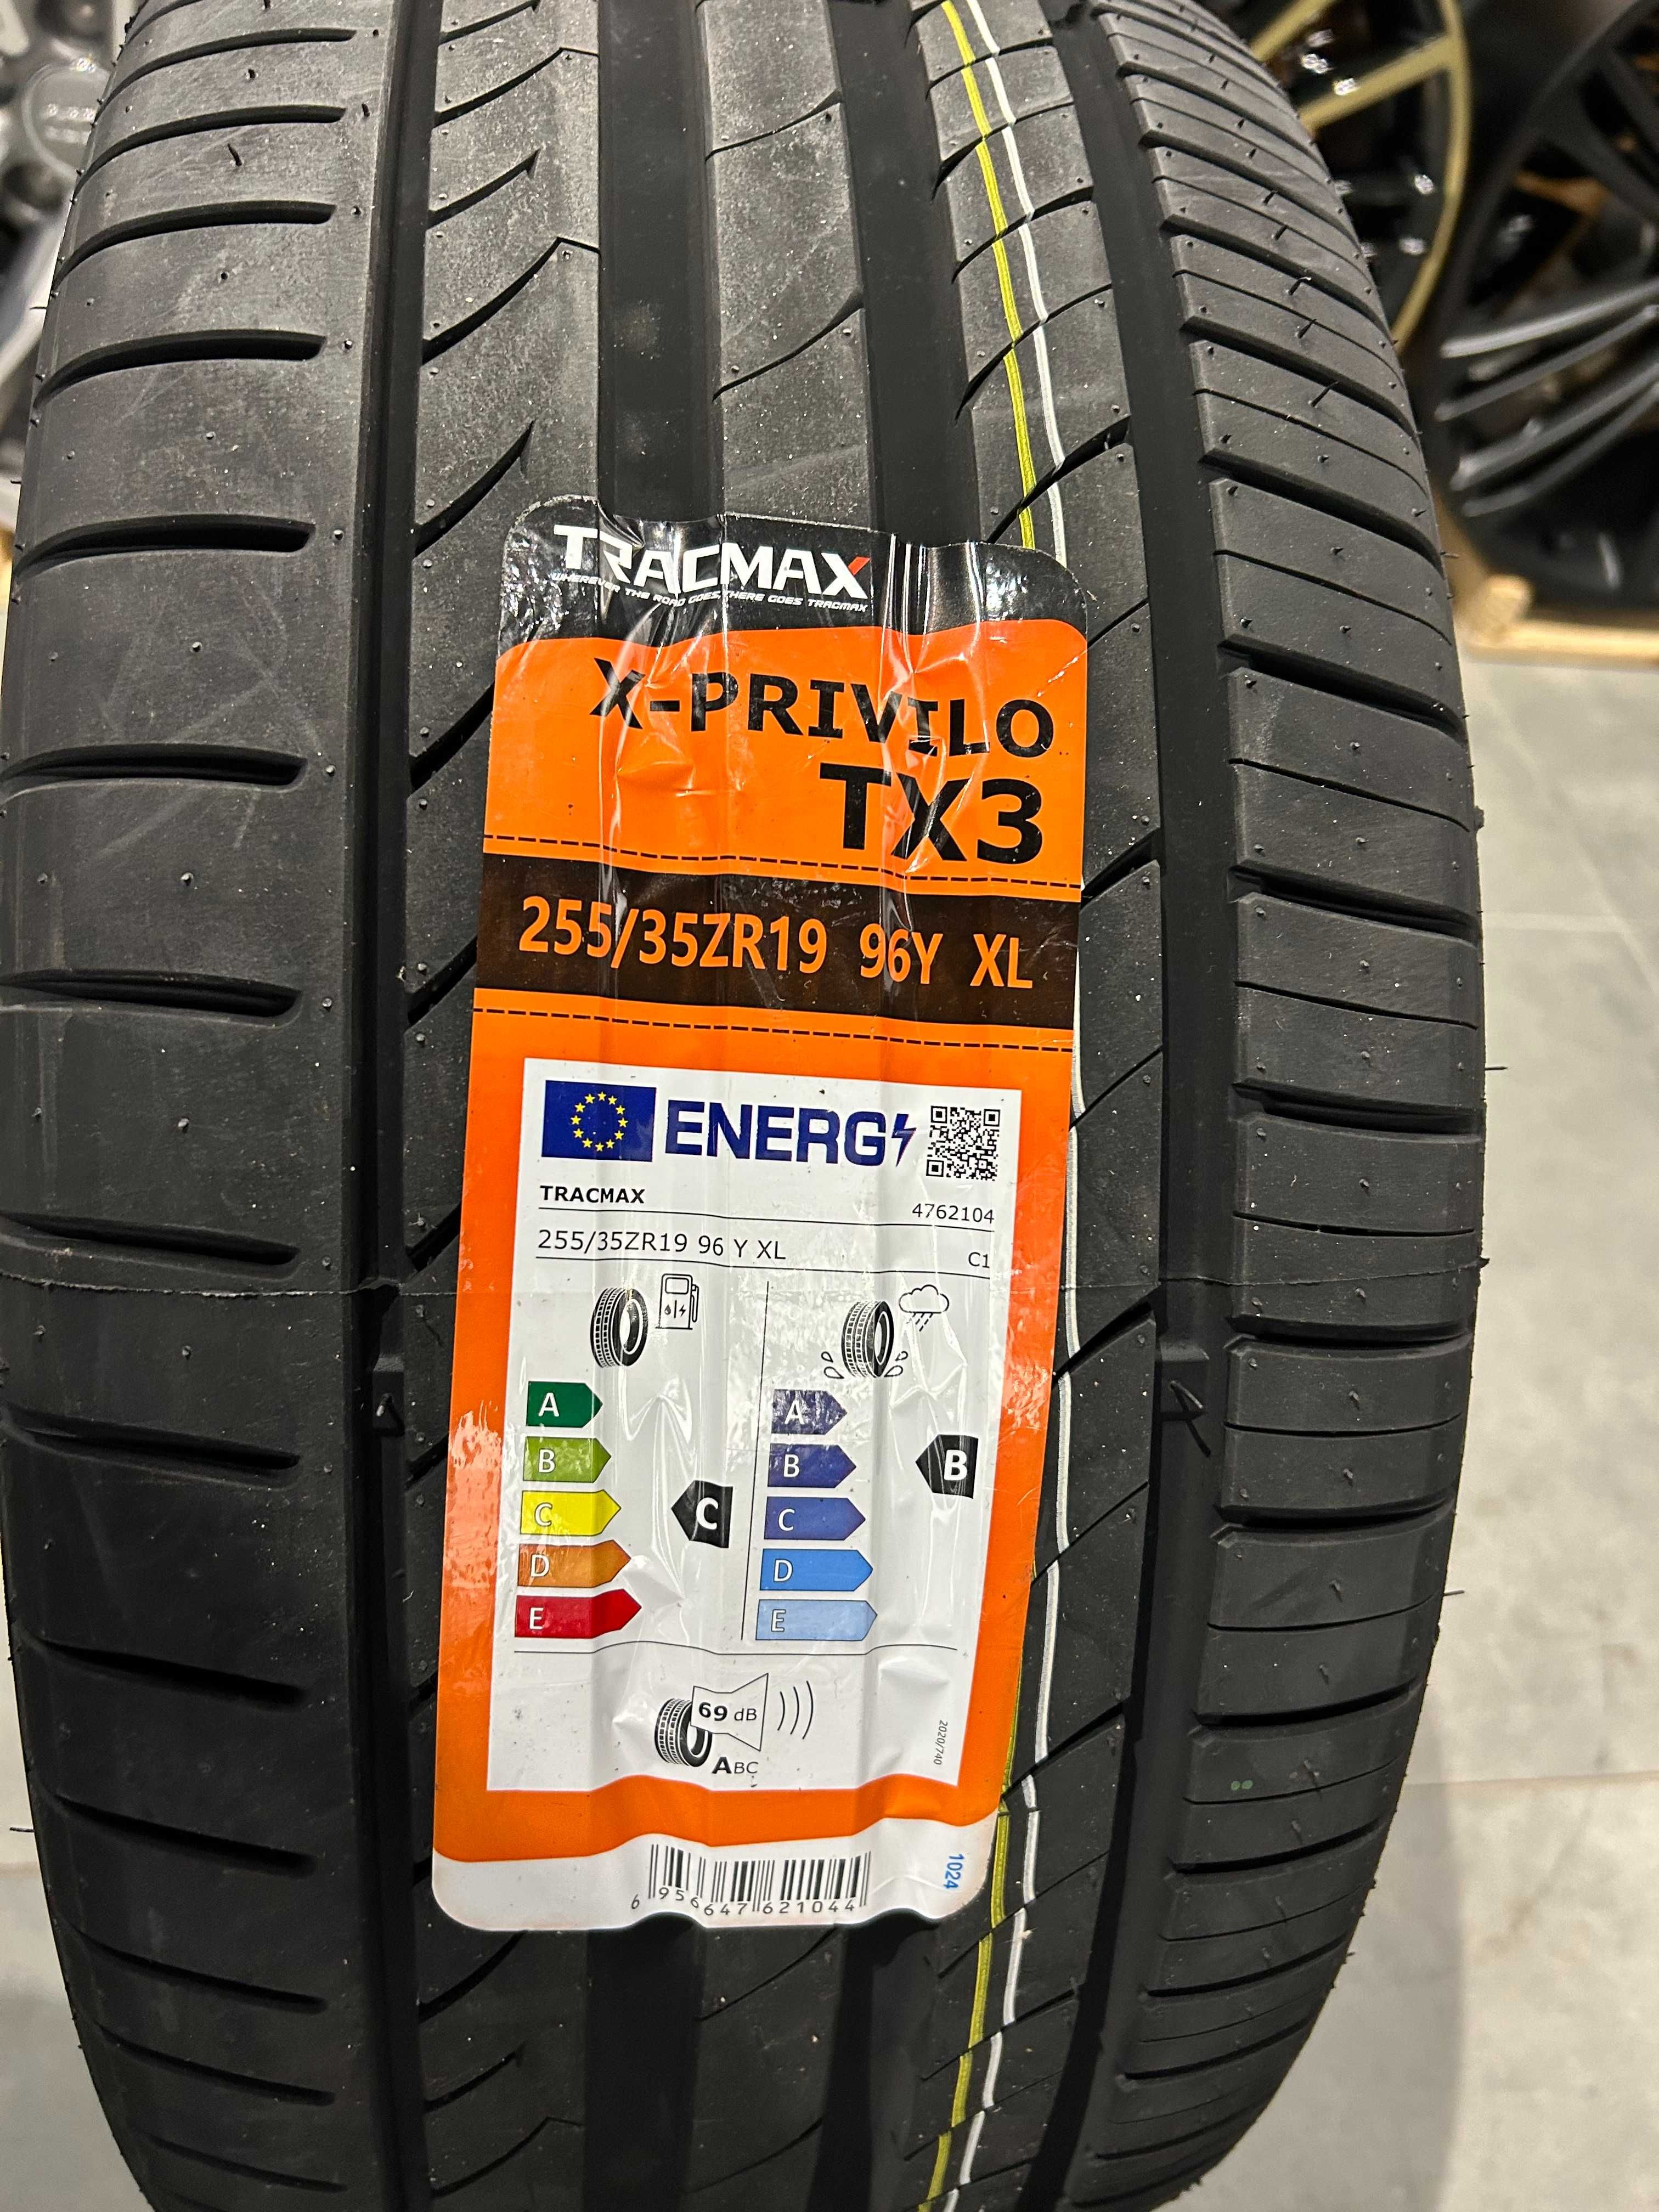 TRACMAX
WHEREVER THE ROAD GOES, THERE GOES TRACMAX
X-PRIVILO
TX3
255/35ZR19 96Y XL
ENERG
TRACMAX
4762104
255/35ZR19 96 Y XL
C1
A
A
B
B
B
C
C
C
D
D
E
E
69 dB
ABC
2020/740
1024
6 956647 621044